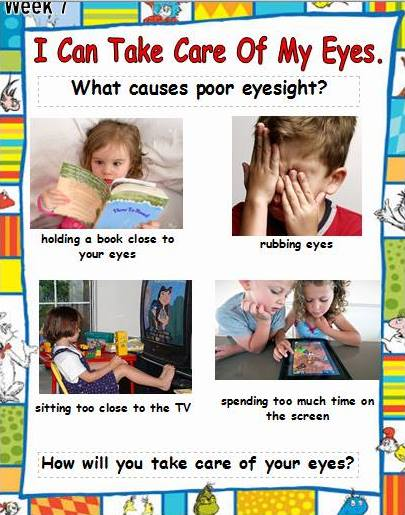 Week 7
I Can Take Care Of My Eyes.
What causes poor eyesight?
holding a book close to
your eyes
rubbing eyes
sitting too close to the TV
spending too much time on
the screen
How will you take care of your eyes?